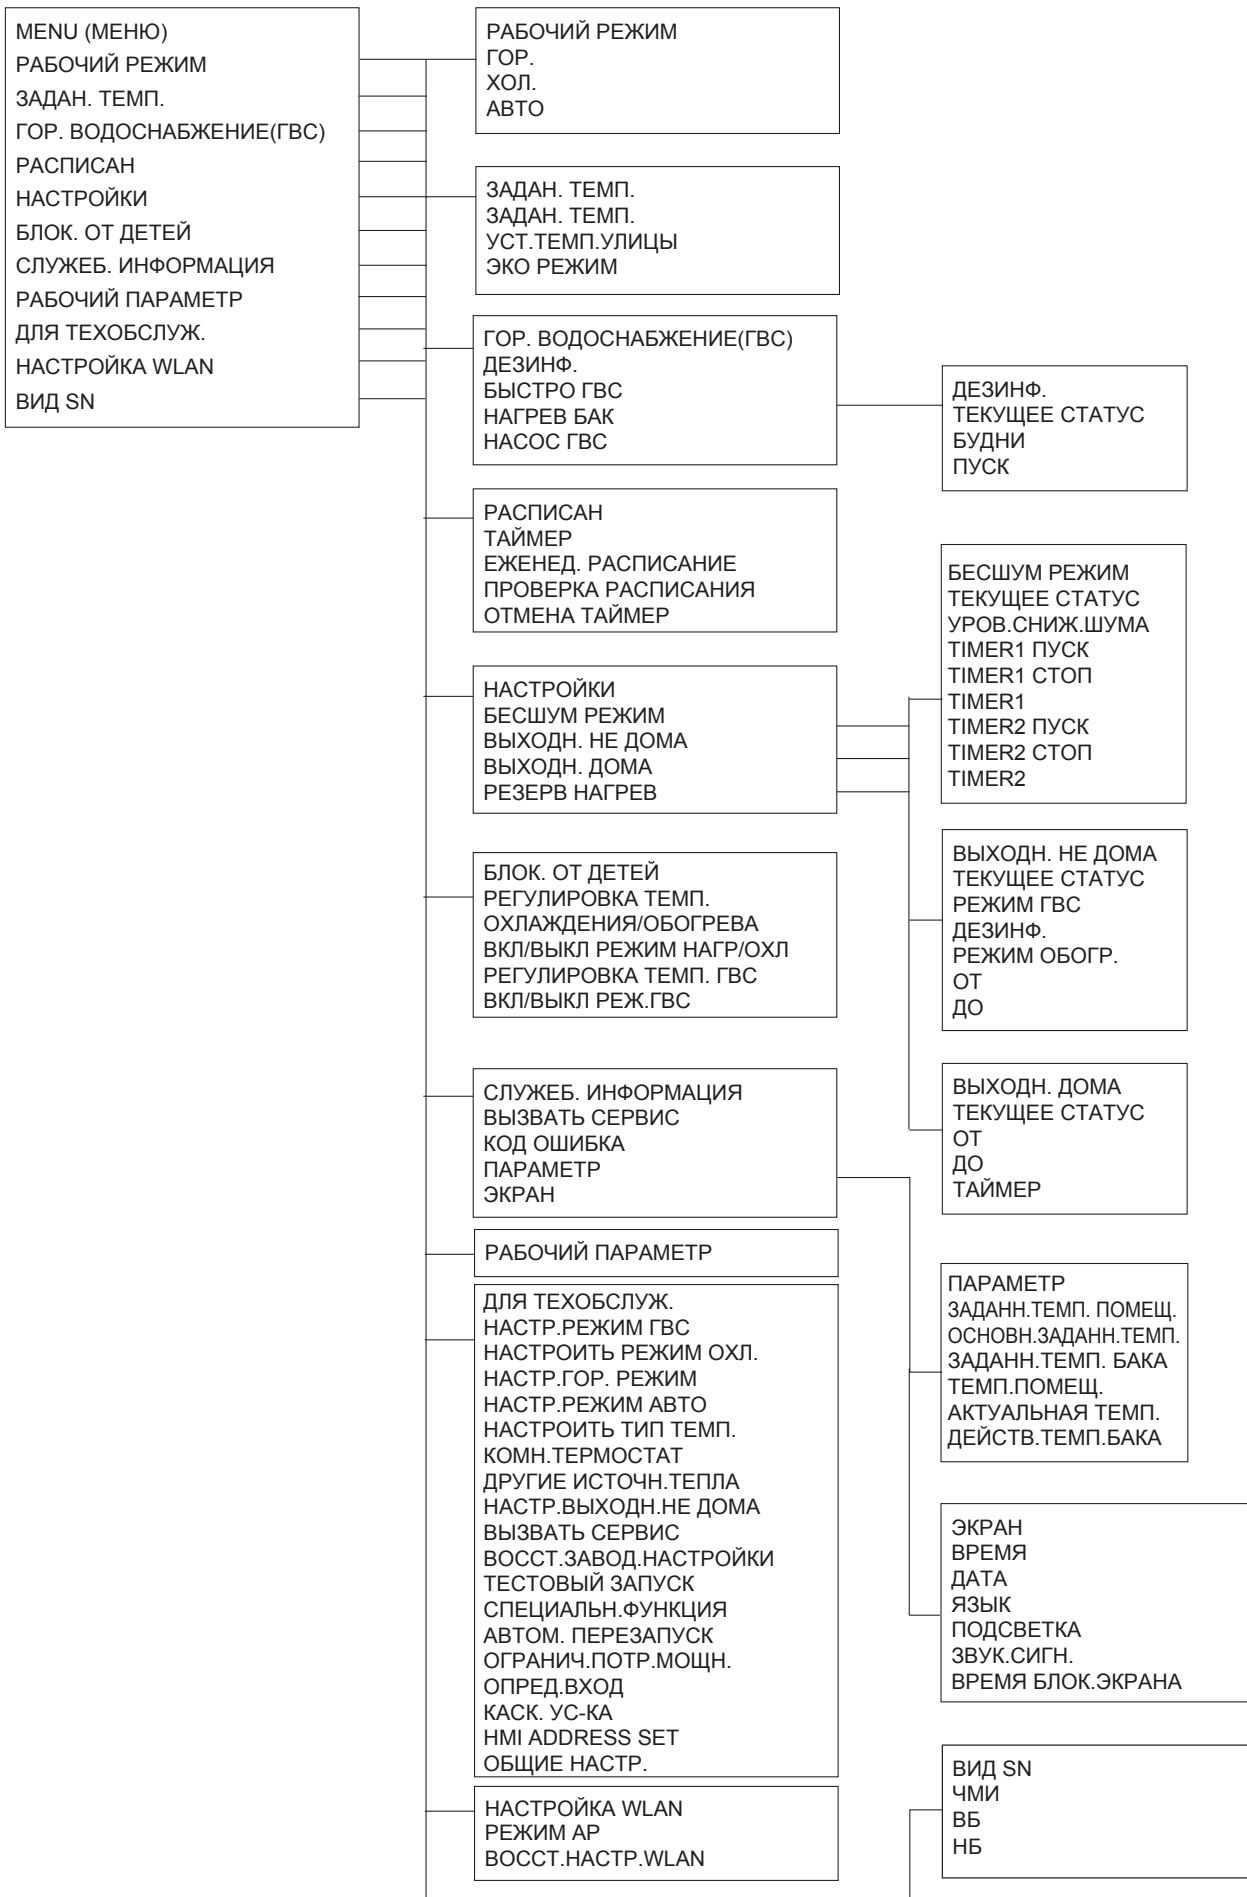 MENU (МЕНЮ)
РАБОЧИЙ РЕЖИМ
ЗАДАН. ТЕМП.
ГОР. ВОДОСНАБЖЕНИЕ(ГВС)
РАСПИСАН
НАСТРОЙКИ
БЛОК. ОТ ДЕТЕЙ
СЛУЖЕБ. ИНФОРМАЦИЯ
РАБОЧИЙ ПАРАМЕТР
ДЛЯ ТЕХОБСЛУЖ.
НАСТРОЙКА WLAN
ВИД SN
РАБОЧИЙ РЕЖИМ
ГОР.
ХОЛ.
АВТО
ЗАДАН. ТЕМП.
ЗАДАН. ТЕМП.
УСТ.ТЕМП.УЛИЦЫ
ЭКО РЕЖИМ
ГОР. ВОДОСНАБЖЕНИЕ(ГВС)
ДЕЗИНФ.
БЫСТРО ГВС
НАГРЕВ БАК
НАСОС ГВС
РАСПИСАН
ТАЙМЕР
ЕЖЕНЕД. РАСПИСАНИЕ
ПРОВЕРКА РАСПИСАНИЯ
ОТМЕНА ТАЙМЕР
НАСТРОЙКИ
БЕСШУМ РЕЖИМ
ВЫХОДН. НЕ ДОМА
ВЫХОДН. ДОМА
РЕЗЕРВ НАГРЕВ
БЛОК. ОТ ДЕТЕЙ
РЕГУЛИРОВКА ТЕМП.
ОХЛАЖДЕНИЯ/ОБОГРЕВА
ВКЛ/ВЫКЛ РЕЖИМ НАГР/ОХЛ
РЕГУЛИРОВКА ТЕМП. ГВС
ВКЛ/ВЫКЛ РЕЖ.ГВС
СЛУЖЕБ. ИНФОРМАЦИЯ
ВЫЗВАТЬ СЕРВИС
КОД ОШИБКА
ПАРАМЕТР
ЭКРАН
РАБОЧИЙ ПАРАМЕТР
ДЛЯ ТЕХОБСЛУЖ.
НАСТР.РЕЖИМ ГВС
НАСТРОИТЬ РЕЖИМ ОХЛ.
НАСТР.ГОР. РЕЖИМ
НАСТР.РЕЖИМ АВТО
НАСТРОИТЬ ТИП ТЕМП.
КОМН.ТЕРМОСТАТ
ДРУГИЕ ИСТОЧН.ТЕПЛА
НАСТР.ВЫХОДН.НЕ ДОМА
ВЫЗВАТЬ СЕРВИС
ВОССТ.ЗАВОД.НАСТРОЙКИ
ТЕСТОВЫЙ ЗАПУСК
СПЕЦИАЛЬН.ФУНКЦИЯ
АВТОМ. ПЕРЕЗАПУСК
ОГРАНИЧ.ПОТР.МОЩН.
ОПРЕД.ВХОД
КАСК. УС-КА
HMI ADDRESS SET
ОБЩИЕ НАСТР.
НАСТРОЙКА WLAN
РЕЖИМ AP
ВОССТ.НАСТР.WLAN
ДЕЗИНФ.
ТЕКУЩЕЕ СТАТУС
БУДНИ
ПУСК
БЕСШУМ РЕЖИМ
ТЕКУЩЕЕ СТАТУС
УРОВ.СНИЖ.ШУМА
TIMER1 ПУСК
TIMER1 СТОП
TIMER1
TIMER2 ПУСК
TIMER2 СТОП
TIMER2
ВЫХОДН. НЕ ДОМА
ТЕКУЩЕЕ СТАТУС
РЕЖИМ ГВС
ДЕЗИНФ.
РЕЖИМ ОБОГР.
ОТ
ДО
ВЫХОДН. ДОМА
ТЕКУЩЕЕ СТАТУС
ОТ
ДО
ТАЙМЕР
ПАРАМЕТР
ЗАДАНН.ТЕМП. ПОМЕЩ.
ОСНОВН.ЗАДАНН.ТЕМП.
ЗАДАНН.ТЕМП. БАКА
ТЕМП.ПОМЕЩ.
АКТУАЛЬНАЯ ТЕМП.
ДЕЙСТВ.ТЕМП.БАКА
ЭКРАН
ВРЕМЯ
ДАТА
ЯЗЫК
ПОДСВЕТКА
ЗВУК.СИГН.
ВРЕМЯ БЛОК.ЭКРАНА
ВИД SN
ЧМИ
ВБ
НБ